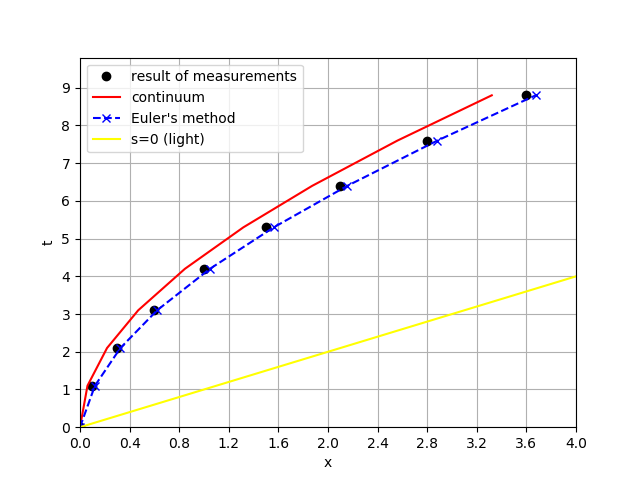 result of measurements
continuum
Euler's method
s=0 (light)
9
8
7
6
5
4
3
2
1
0
t
0.0 0.4 0.8 1.2 1.6 2.0 2.4 2.8 3.2 3.6 4.0
x